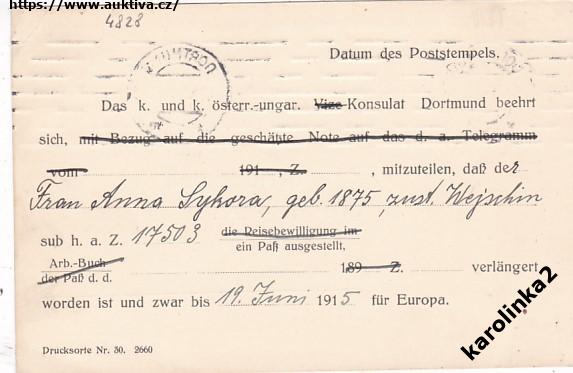 https://www.auktiva.cz/
4828
Datum des Poststempels.
Das k. und k. österr.-ungar. Vize-Konsulat Dortmund beehrt
sich, mit Bezug auf die geschätzte Note auf das d. a. Telegramm
vom 191 , Z. , mitzuteilen, daß der
Frau Anna Sykora, geb. 1875, zust. Wejschin
sub h. a. Z. 17503 die Reisebewilligung im
ein Paß ausgestellt,
Arb.-Buch
der Paß d. d. 189 Z. verlängert
worden ist und zwar bis 19. Juni 1915 für Europa.
Drucksorte Nr. 30. 2660
karolinka2